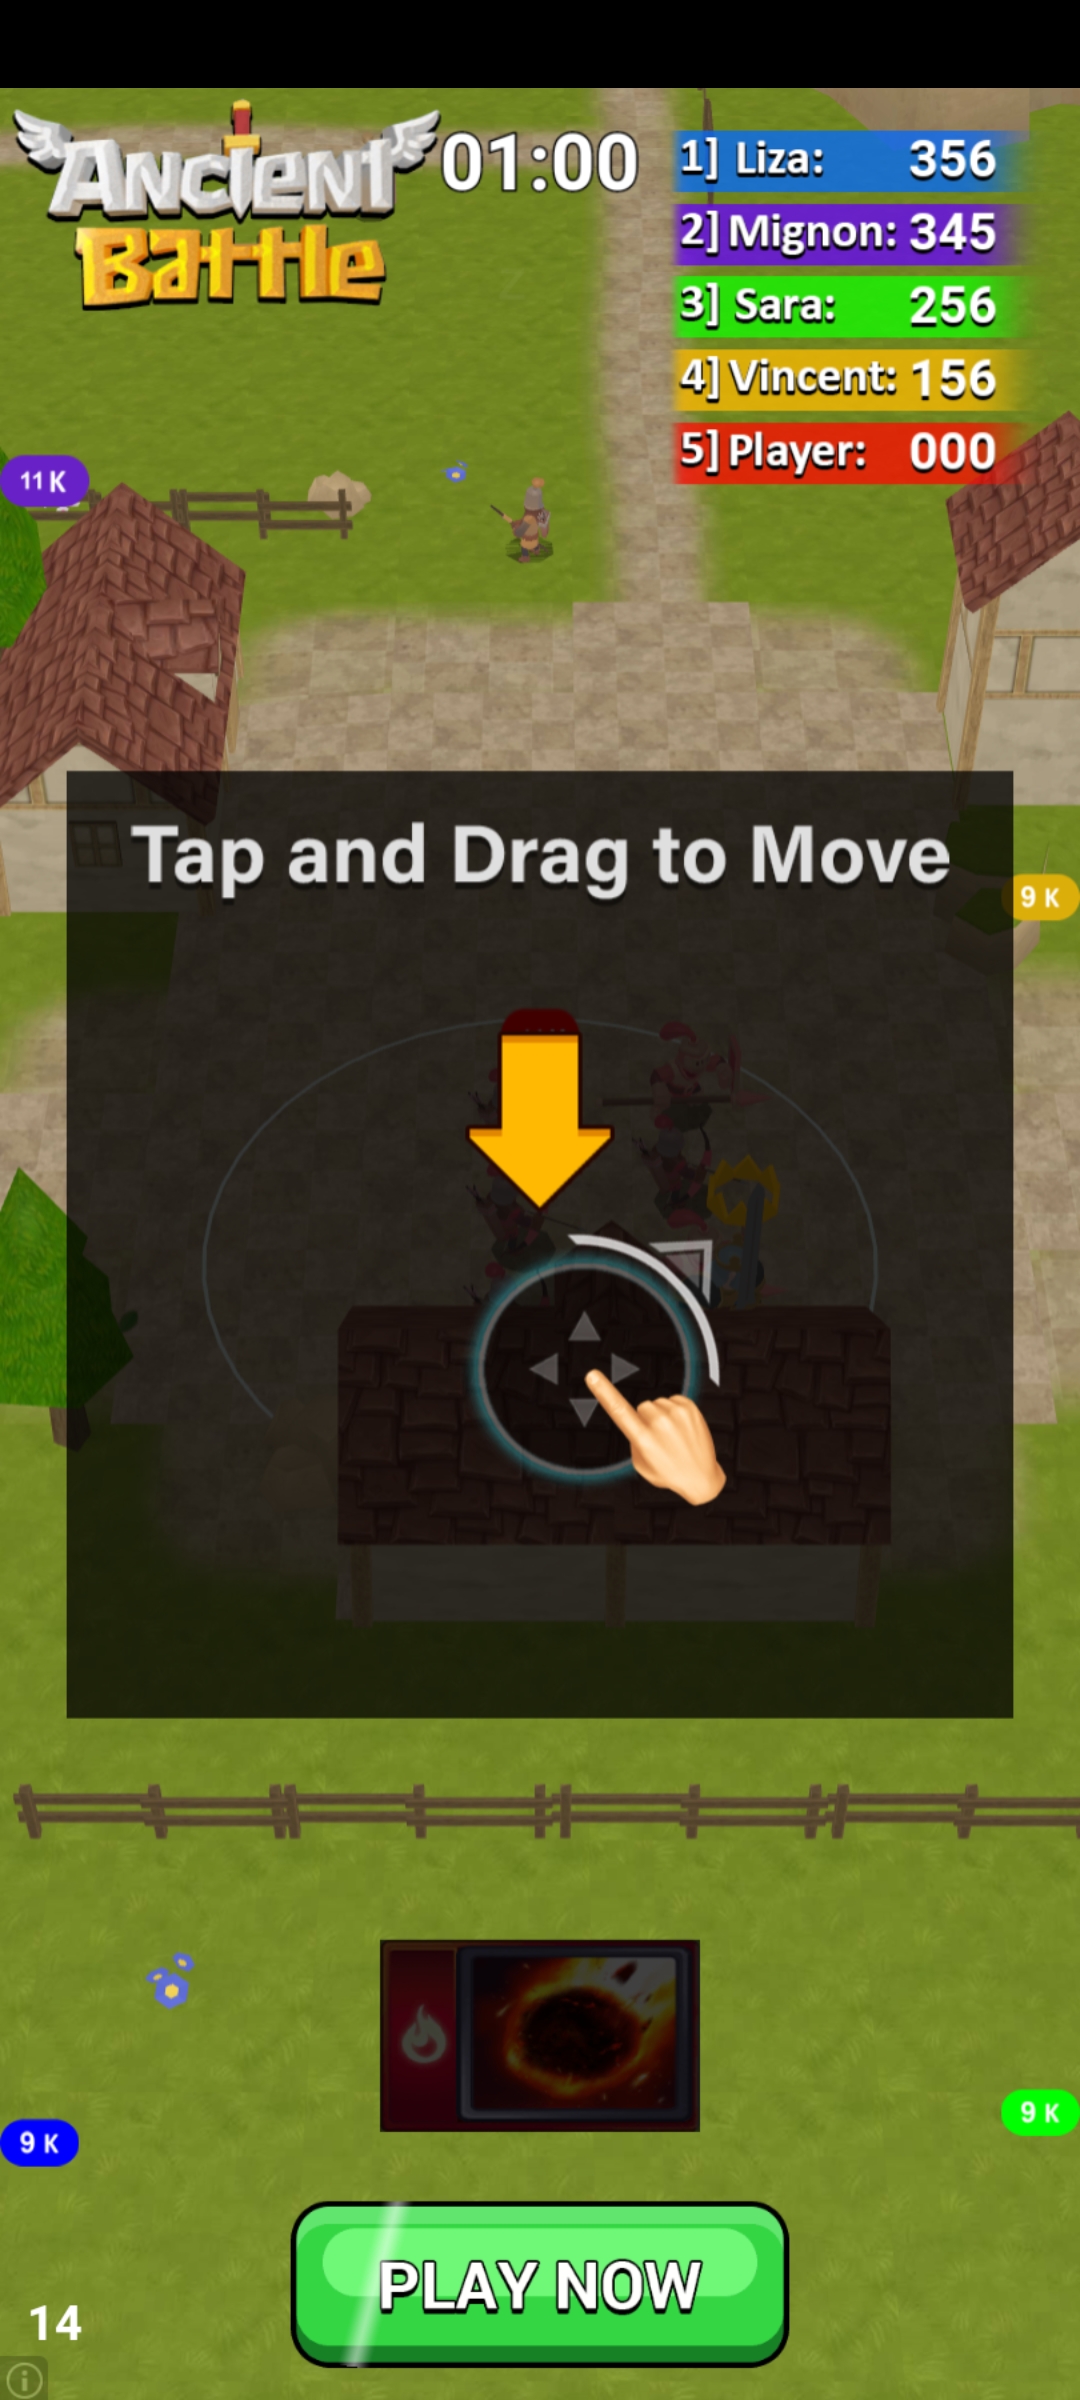 Ancient
Battle
01:00
1] Liza: 356
2] Mignon: 345
3] Sara: 256
4] Vincent: 156
5] Player: 000
11 K
Tap and Drag to Move
9 K
9 K
9 K
PLAY NOW
14